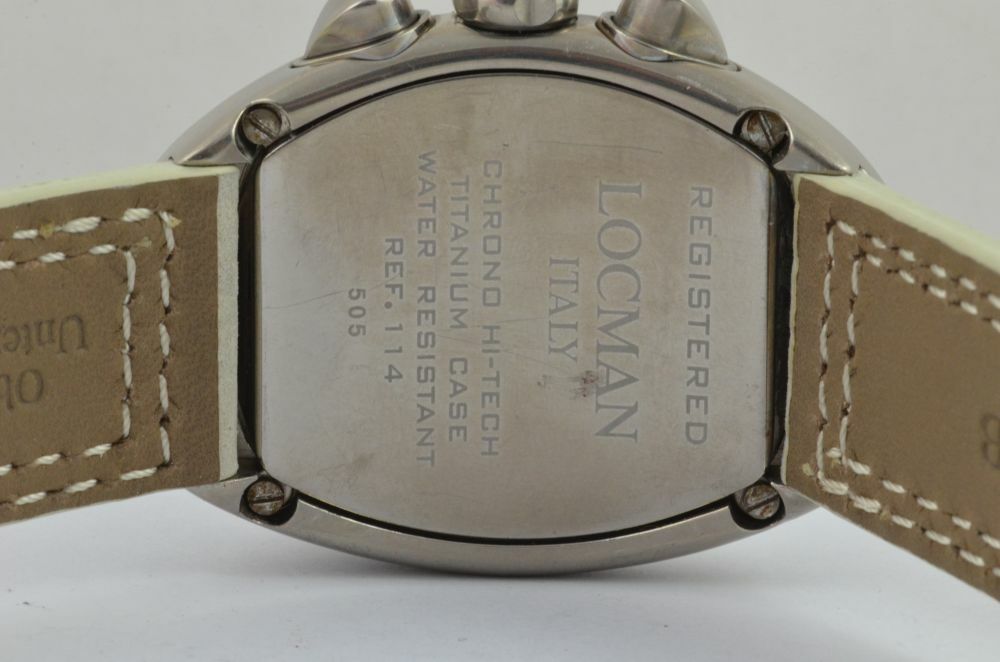 REGISTERED
LOCMAN
ITALY
CHRONO HI-TECH
TITANIUM CASE
WATER RESISTANT
REF.114
505